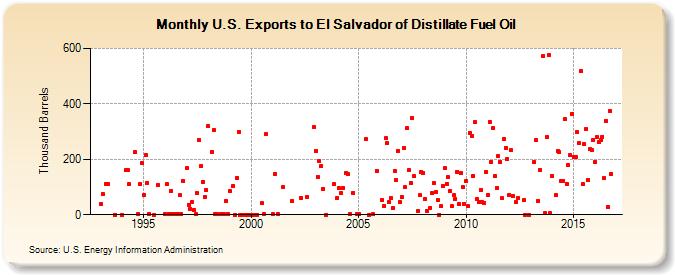 Monthly U.S. Exports to El Salvador of Distillate Fuel Oil
Thousand Barrels
600
400
200
0
1995 2000 2005 2010 2015
Source: U.S. Energy Information Administration